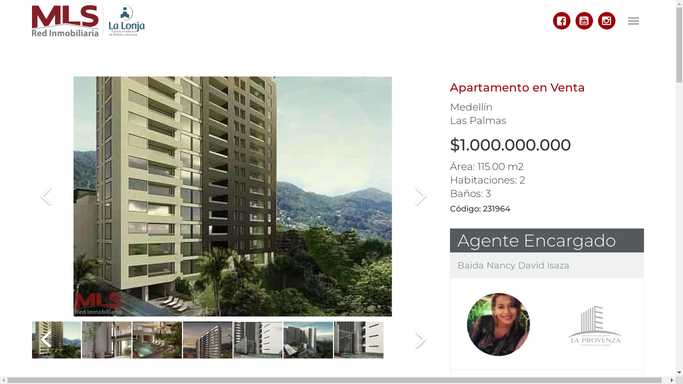 MLS
Red Inmobiliaria
La Lonja
Apartamento en Venta
Medellín
Las Palmas
$1.000.000.000
Área: 115.00 m2
Habitaciones: 2
Baños: 3
Código: 231964
Agente Encargado
Baida Nancy David Isaza
MLS
Red Inmobiliaria
LA PROVENZA